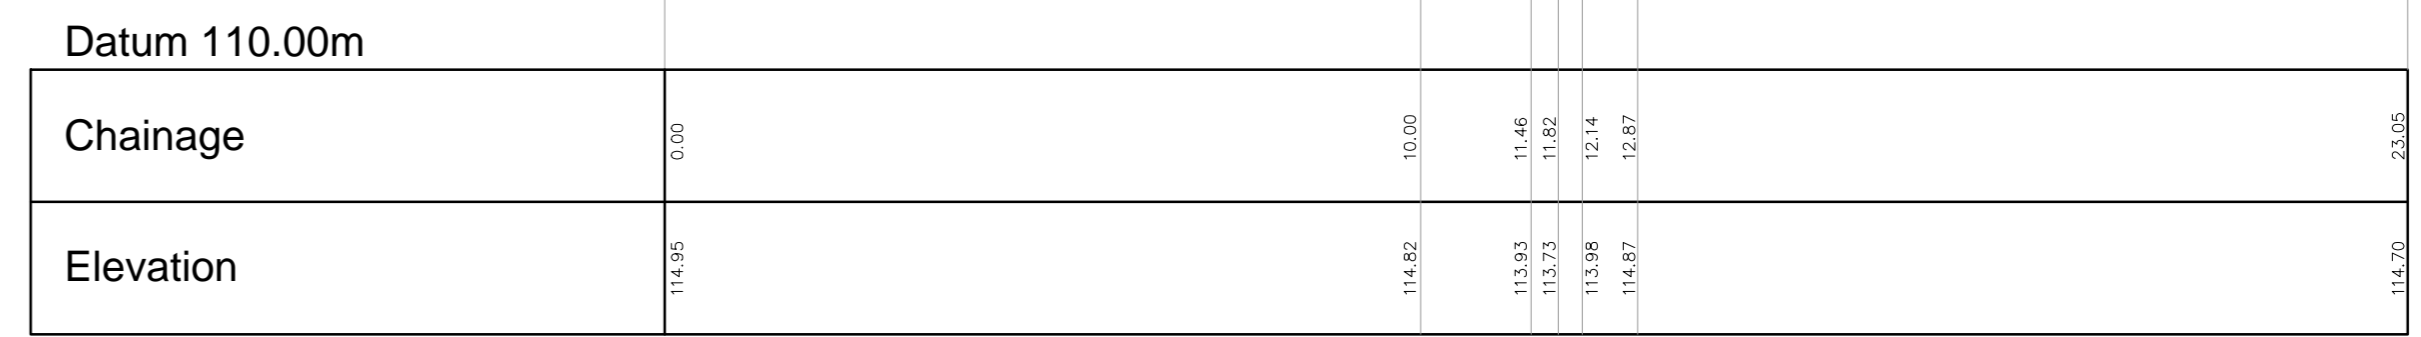 Datum 110.00m
Chainage 0.00 10.00 11.46 11.82 12.14 12.87 23.05
Elevation 114.95 114.82 113.93 113.73 113.98 114.87 114.70